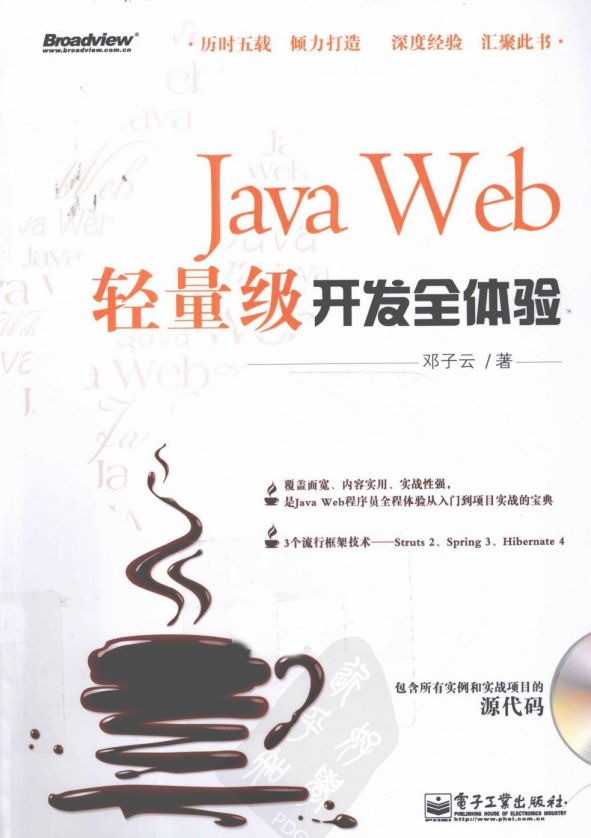 Broadview®
www.broadview.com.cn
·历时五载 倾力打造 深度经验 汇聚此书·
Java Web
轻量级开发全体验
邓子云 / 著
覆盖面宽、内容实用、实战性强，
是Java Web程序员全程体验从入门到项目实战的宝典
3个流行框架技术——Struts 2、Spring 3、Hibernate 4
包含所有实例和实战项目的
源代码
電子工業出版社
PUBLISHING HOUSE OF ELECTRONICS INDUSTRY
http://www.phei.com.cn